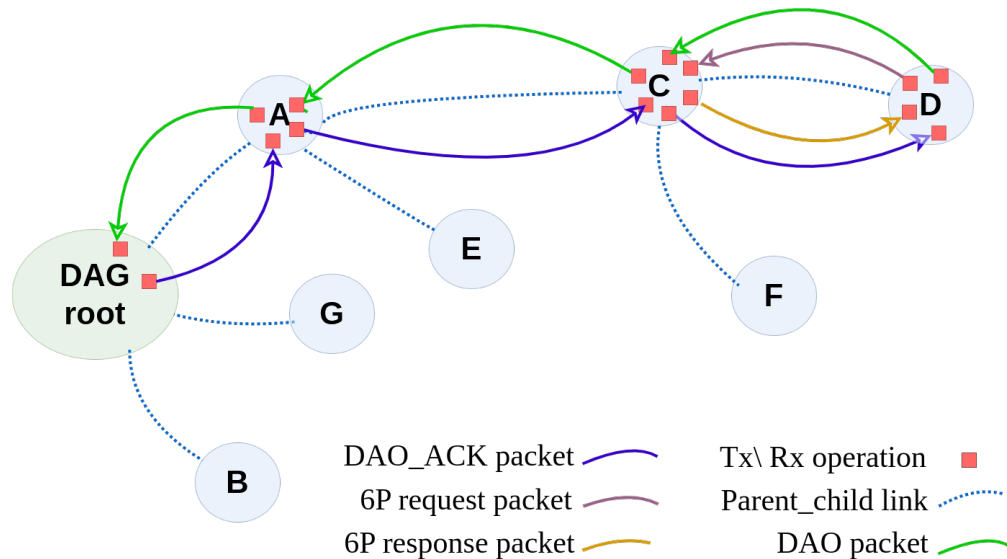 C
D
A
E
DAG
root
G
F
B
DAO_ACK packet
6P request packet
6P response packet
Tx\ Rx operation
Parent_child link
DAO packet